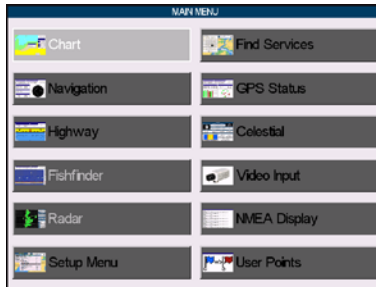 MAIN MENU
Chart
Find Services
Navigation
GPS Status
Highway
Celestial
Fishfinder
Video Input
Radar
NMEA Display
Setup Menu
User Points